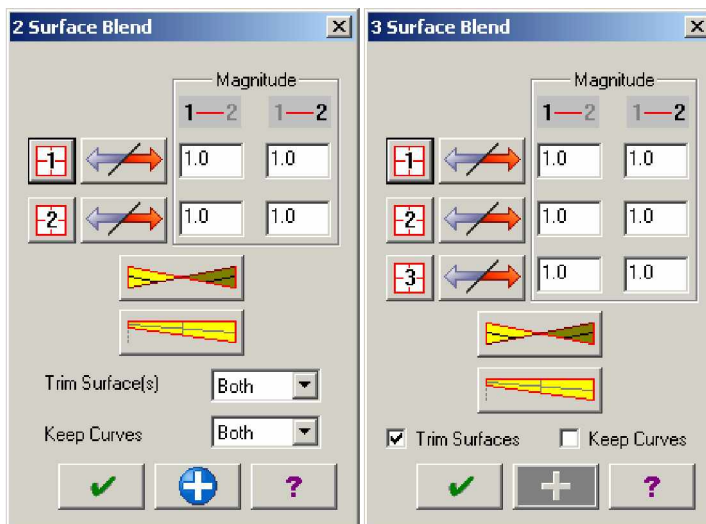 2 Surface Blend
Magnitude
1—2 1—2
1 1.0 1.0
2 1.0 1.0
Trim Surface(s) Both
Keep Curves Both
?
3 Surface Blend
Magnitude
1—2 1—2
1 1.0 1.0
2 1.0 1.0
3 1.0 1.0
Trim Surfaces Keep Curves
?